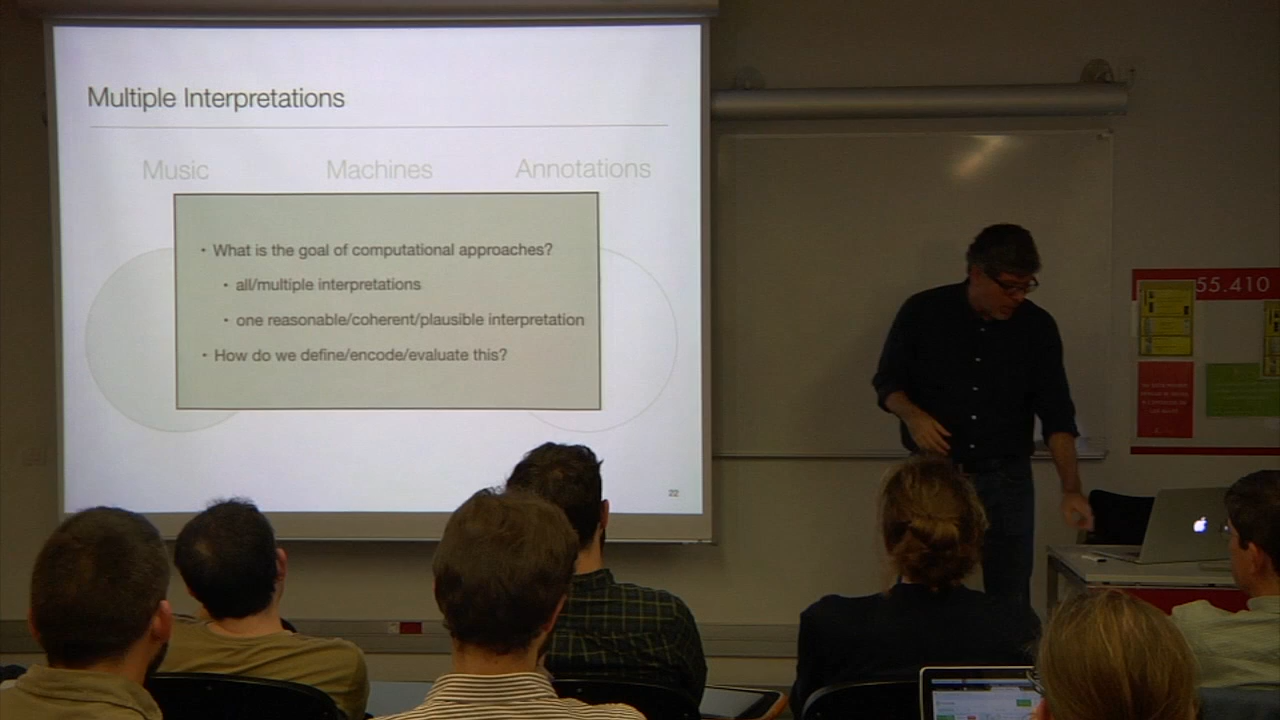 Multiple Interpretations
Music Machines Annotations
• What is the goal of computational approaches?
• all/multiple interpretations
• one reasonable/coherent/plausible interpretation
• How do we define/encode/evaluate this?
22
55.410